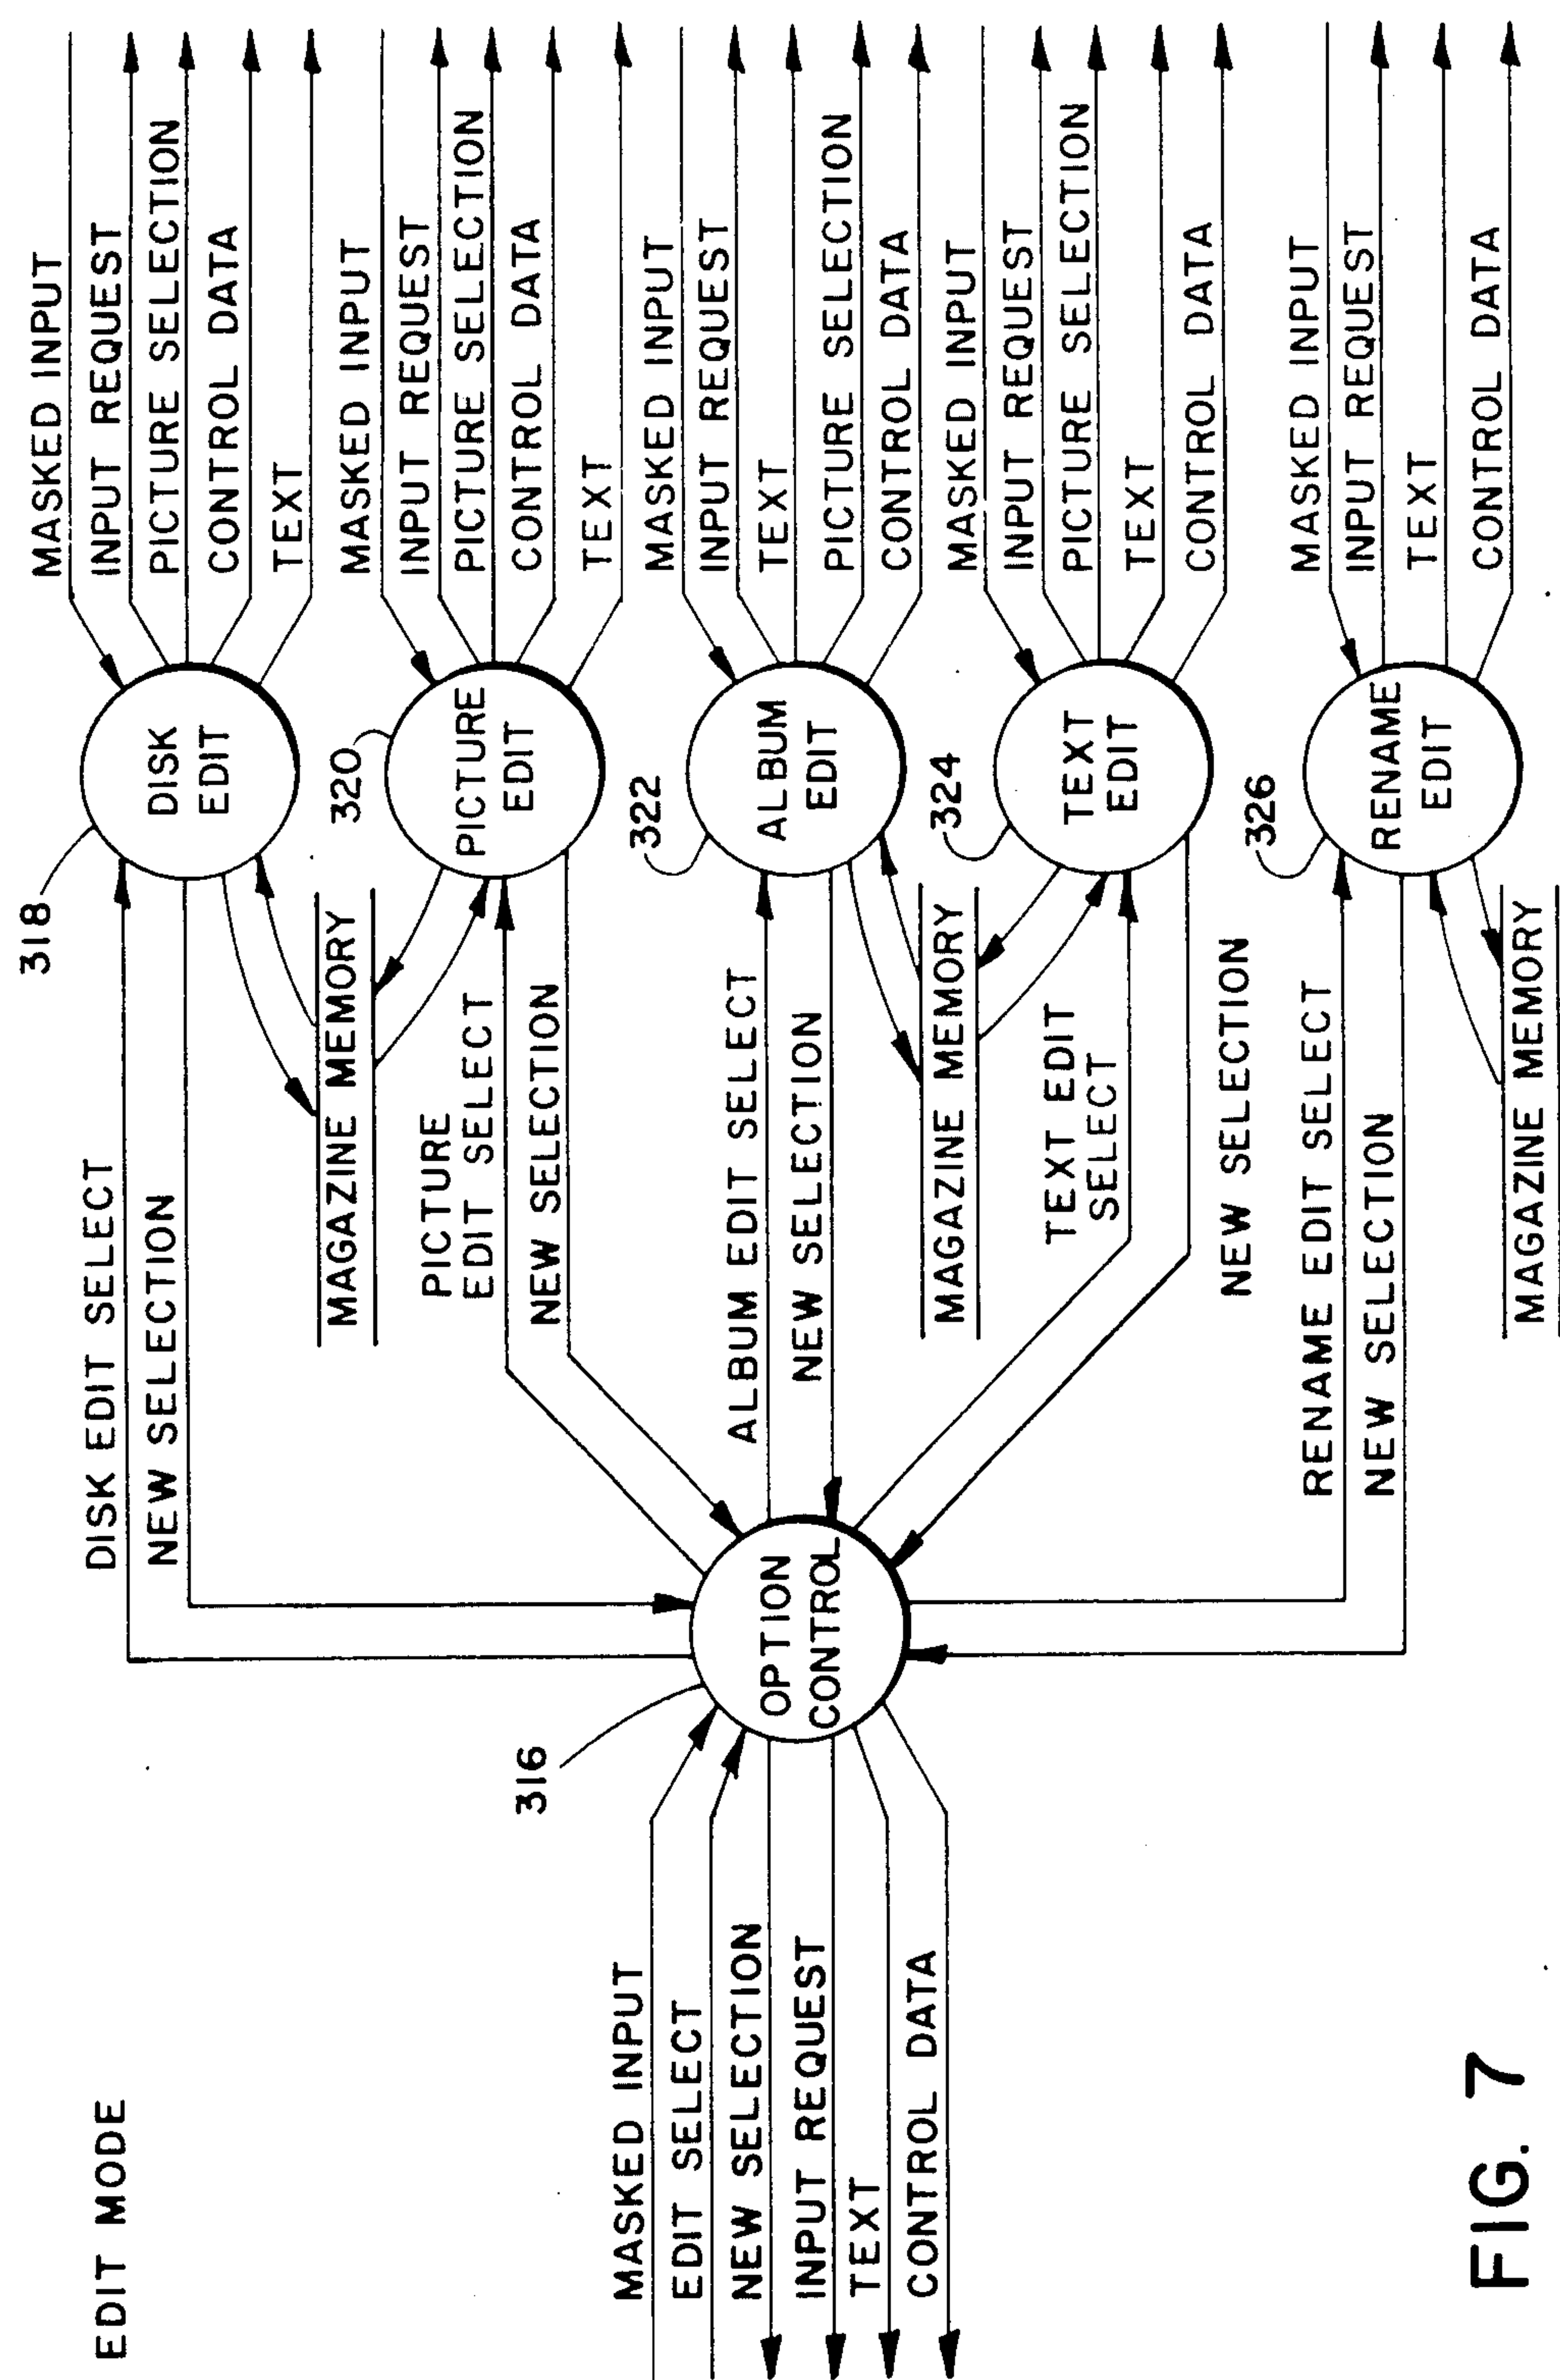 EDIT MODE
MASKED INPUT
EDIT SELECT
NEW SELECTION
INPUT REQUEST
TEXT
CONTROL DATA
316
OPTION
CONTROL
DISK EDIT SELECT
NEW SELECTION
MAGAZINE MEMORY
PICTURE
EDIT SELECT
NEW SELECTION
ALBUM EDIT SELECT
NEW SELECTION
MAGAZINE MEMORY
TEXT EDIT
SELECT
NEW SELECTION
RENAME EDIT SELECT
NEW SELECTION
MAGAZINE MEMORY
318
DISK
EDIT
320
PICTURE
EDIT
322
ALBUM
EDIT
324
TEXT
EDIT
326
RENAME
EDIT
MASKED INPUT
INPUT REQUEST
PICTURE SELECTION
CONTROL DATA
TEXT
MASKED INPUT
INPUT REQUEST
PICTURE SELECTION
CONTROL DATA
TEXT
MASKED INPUT
INPUT REQUEST
TEXT
PICTURE SELECTION
CONTROL DATA
MASKED INPUT
INPUT REQUEST
PICTURE SELECTION
TEXT
CONTROL DATA
MASKED INPUT
INPUT REQUEST
TEXT
CONTROL DATA
FIG. 7